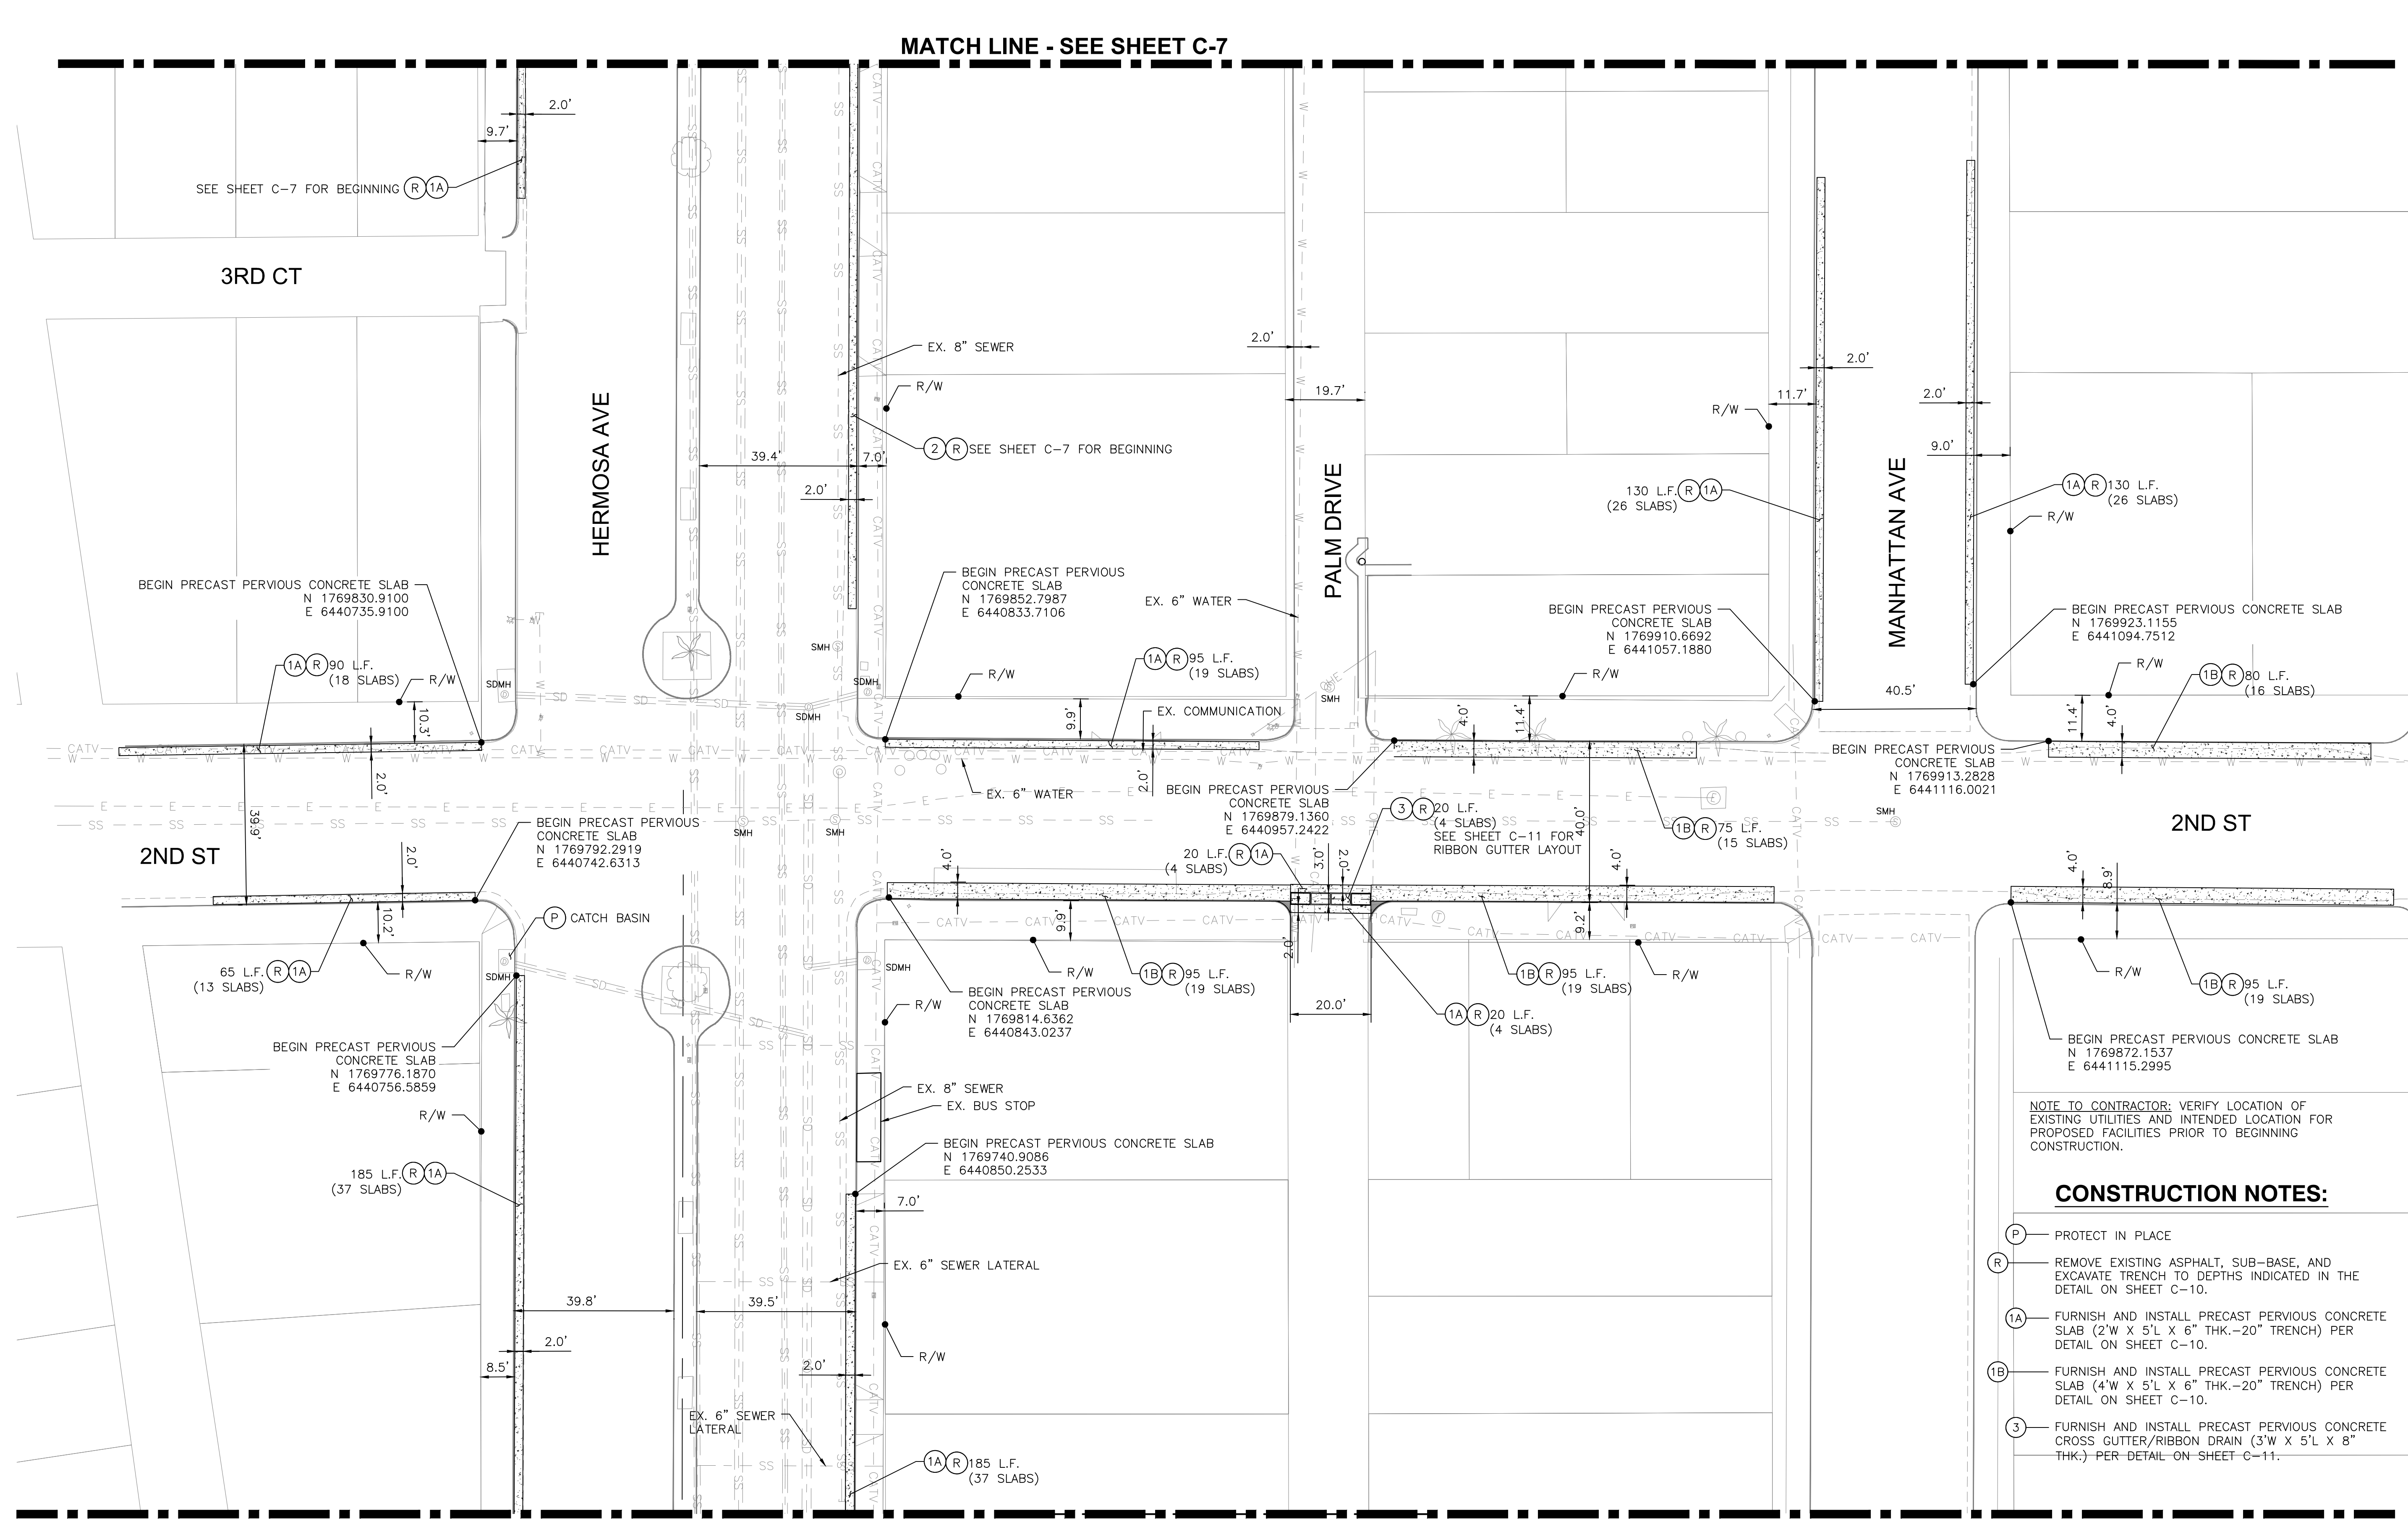 MATCH LINE - SEE SHEET C-7
2.0'
9.7'
SEE SHEET C-7 FOR BEGINNING R 1A
3RD CT
HERMOSA AVE
EX. 8" SEWER
R/W
2 R SEE SHEET C-7 FOR BEGINNING
39.4'
7.0'
2.0'
2.0'
19.7'
PALM DRIVE
11.7'
2.0'
R/W
130 L.F. R 1A
(26 SLABS)
MANHATTAN AVE
2.0'
9.0'
1A R 130 L.F.
(26 SLABS)
R/W
BEGIN PRECAST PERVIOUS CONCRETE SLAB
N 1769830.9100
E 6440735.9100
1A R 90 L.F.
(18 SLABS)
R/W
10.3'
SDMH
2.0'
39.9'
BEGIN PRECAST PERVIOUS
CONCRETE SLAB
N 1769852.7987
E 6440833.7106
EX. 6" WATER
SMH
SDMH
SDMH
R/W
1A R 95 L.F.
(19 SLABS)
9.9'
EX. COMMUNICATION
2.0'
EX. 6" WATER
SMH
BEGIN PRECAST PERVIOUS
CONCRETE SLAB
N 1769910.6692
E 6441057.1880
R/W
4.0'
11.4'
BEGIN PRECAST PERVIOUS CONCRETE SLAB
N 1769923.1155
E 6441094.7512
R/W
1B R 80 L.F.
(16 SLABS)
40.5'
11.4'
4.0'
BEGIN PRECAST PERVIOUS
CONCRETE SLAB
N 1769913.2828
E 6441116.0021
SMH
2ND ST
2ND ST
2.0'
BEGIN PRECAST PERVIOUS
CONCRETE SLAB
N 1769792.2919
E 6440742.6313
SMH
SMH
BEGIN PRECAST PERVIOUS
CONCRETE SLAB
N 1769879.1360
E 6440957.2422
20 L.F. R 1A
(4 SLABS)
3 R 20 L.F.
(4 SLABS)
SEE SHEET C-11 FOR
RIBBON GUTTER LAYOUT
40.0'
1B R 75 L.F.
(15 SLABS)
3.0'
2.0'
4.0'
4.0'
4.0'
8.9'
P CATCH BASIN
10.2'
65 L.F. R 1A
(13 SLABS)
R/W
SDMH
SDMH
9.9'
R/W
1B R 95 L.F.
(19 SLABS)
2.0'
20.0'
1B R 95 L.F.
(19 SLABS)
9.2'
R/W
1A R 20 L.F.
(4 SLABS)
R/W
1B R 95 L.F.
(19 SLABS)
R/W
BEGIN PRECAST PERVIOUS
CONCRETE SLAB
N 1769814.6362
E 6440843.0237
BEGIN PRECAST PERVIOUS
CONCRETE SLAB
N 1769776.1870
E 6440756.5859
BEGIN PRECAST PERVIOUS CONCRETE SLAB
N 1769872.1537
E 6441115.2995
R/W
EX. 8" SEWER
EX. BUS STOP
BEGIN PRECAST PERVIOUS CONCRETE SLAB
N 1769740.9086
E 6440850.2533
185 L.F. R 1A
(37 SLABS)
7.0'
EX. 6" SEWER LATERAL
39.8'
39.5'
2.0'
8.5'
2.0'
R/W
EX. 6" SEWER
LATERAL
1A R 185 L.F.
(37 SLABS)
NOTE TO CONTRACTOR: VERIFY LOCATION OF
EXISTING UTILITIES AND INTENDED LOCATION FOR
PROPOSED FACILITIES PRIOR TO BEGINNING
CONSTRUCTION.
CONSTRUCTION NOTES:
P PROTECT IN PLACE
R REMOVE EXISTING ASPHALT, SUB-BASE, AND
EXCAVATE TRENCH TO DEPTHS INDICATED IN THE
DETAIL ON SHEET C-10.
1A FURNISH AND INSTALL PRECAST PERVIOUS CONCRETE
SLAB (2'W X 5'L X 6" THK.-20" TRENCH) PER
DETAIL ON SHEET C-10.
1B FURNISH AND INSTALL PRECAST PERVIOUS CONCRETE
SLAB (4'W X 5'L X 6" THK.-20" TRENCH) PER
DETAIL ON SHEET C-10.
3 FURNISH AND INSTALL PRECAST PERVIOUS CONCRETE
CROSS GUTTER/RIBBON DRAIN (3'W X 5'L X 8"
THK.) PER DETAIL ON SHEET C-11.